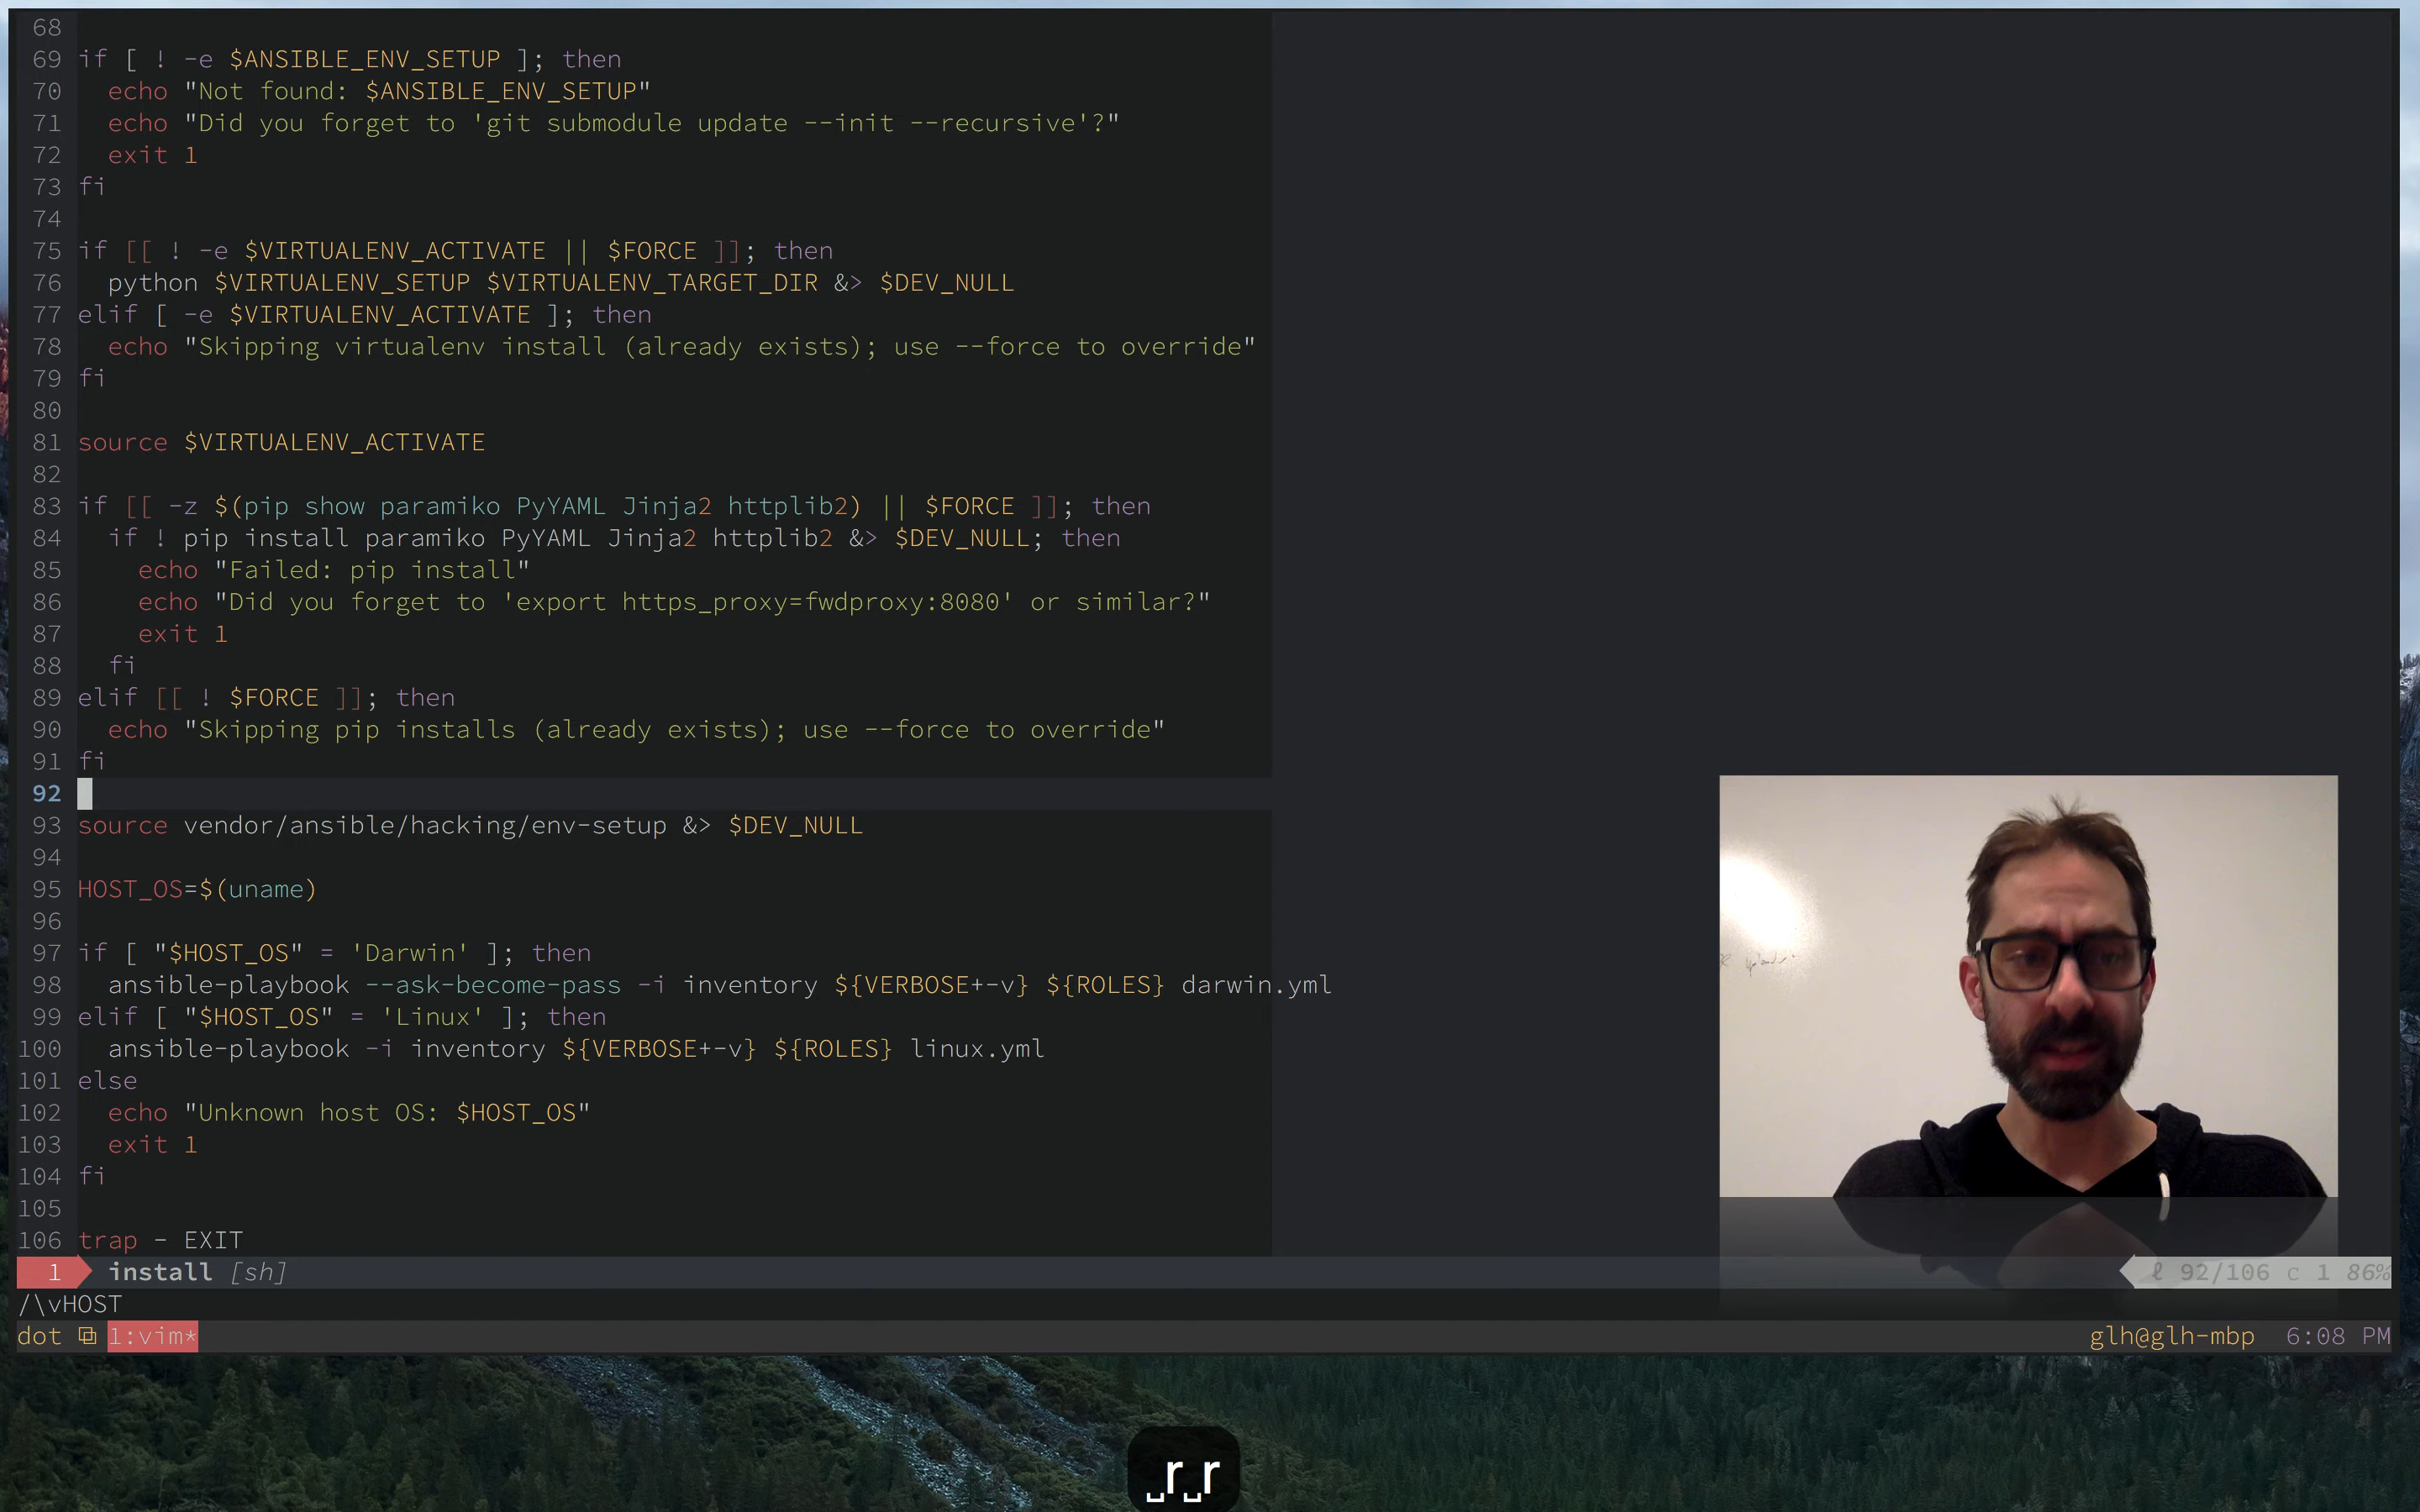 68
69 if [ ! -e $ANSIBLE_ENV_SETUP ]; then
70   echo "Not found: $ANSIBLE_ENV_SETUP"
71   echo "Did you forget to 'git submodule update --init --recursive'?"
72   exit 1
73 fi
74
75 if [[ ! -e $VIRTUALENV_ACTIVATE || $FORCE ]]; then
76   python $VIRTUALENV_SETUP $VIRTUALENV_TARGET_DIR &> $DEV_NULL
77 elif [ -e $VIRTUALENV_ACTIVATE ]; then
78   echo "Skipping virtualenv install (already exists); use --force to override"
79 fi
80
81 source $VIRTUALENV_ACTIVATE
82
83 if [[ -z $(pip show paramiko PyYAML Jinja2 httplib2) || $FORCE ]]; then
84   if ! pip install paramiko PyYAML Jinja2 httplib2 &> $DEV_NULL; then
85     echo "Failed: pip install"
86     echo "Did you forget to 'export https_proxy=fwdproxy:8080' or similar?"
87     exit 1
88   fi
89 elif [[ ! $FORCE ]]; then
90   echo "Skipping pip installs (already exists); use --force to override"
91 fi
92
93 source vendor/ansible/hacking/env-setup &> $DEV_NULL
94
95 HOST_OS=$(uname)
96
97 if [ "$HOST_OS" = 'Darwin' ]; then
98   ansible-playbook --ask-become-pass -i inventory ${VERBOSE+-v} ${ROLES} darwin.yml
99 elif [ "$HOST_OS" = 'Linux' ]; then
100   ansible-playbook -i inventory ${VERBOSE+-v} ${ROLES} linux.yml
101 else
102   echo "Unknown host OS: $HOST_OS"
103   exit 1
104 fi
105
106 trap - EXIT
1 install [sh] ℓ 92/106 c 1 86%
/\vHOST
dot 1:vim* glh@glh-mbp 6:08 PM
␣r␣r